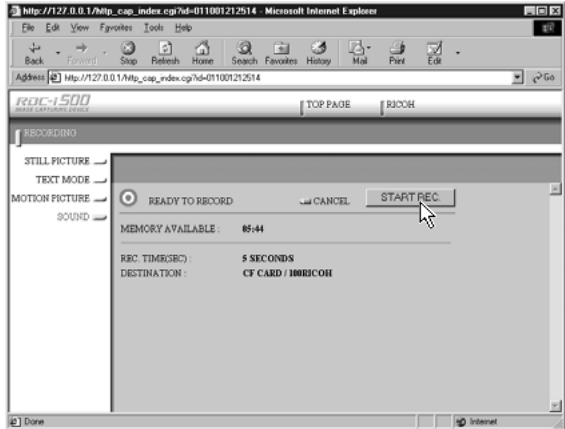 http://127.0.0.1/http_cap_index.cgi?id=011001212514 - Microsoft Internet Explorer
File Edit View Favorites Tools Help
Back Forward Stop Refresh Home Search Favorites History Mail Print Edit
Address http://127.0.0.1/http_cap_index.cgi?id=011001212514 Go
RDC-i500
IMAGE CAPTURING DEVICE
TOP PAGE RICOH
RECORDING
STILL PICTURE
TEXT MODE
MOTION PICTURE
SOUND
READY TO RECORD CANCEL START REC.
MEMORY AVAILABLE : 05:44
REC. TIME(SEC) : 5 SECONDS
DESTINATION : CF CARD / 100RICOH
Done Internet